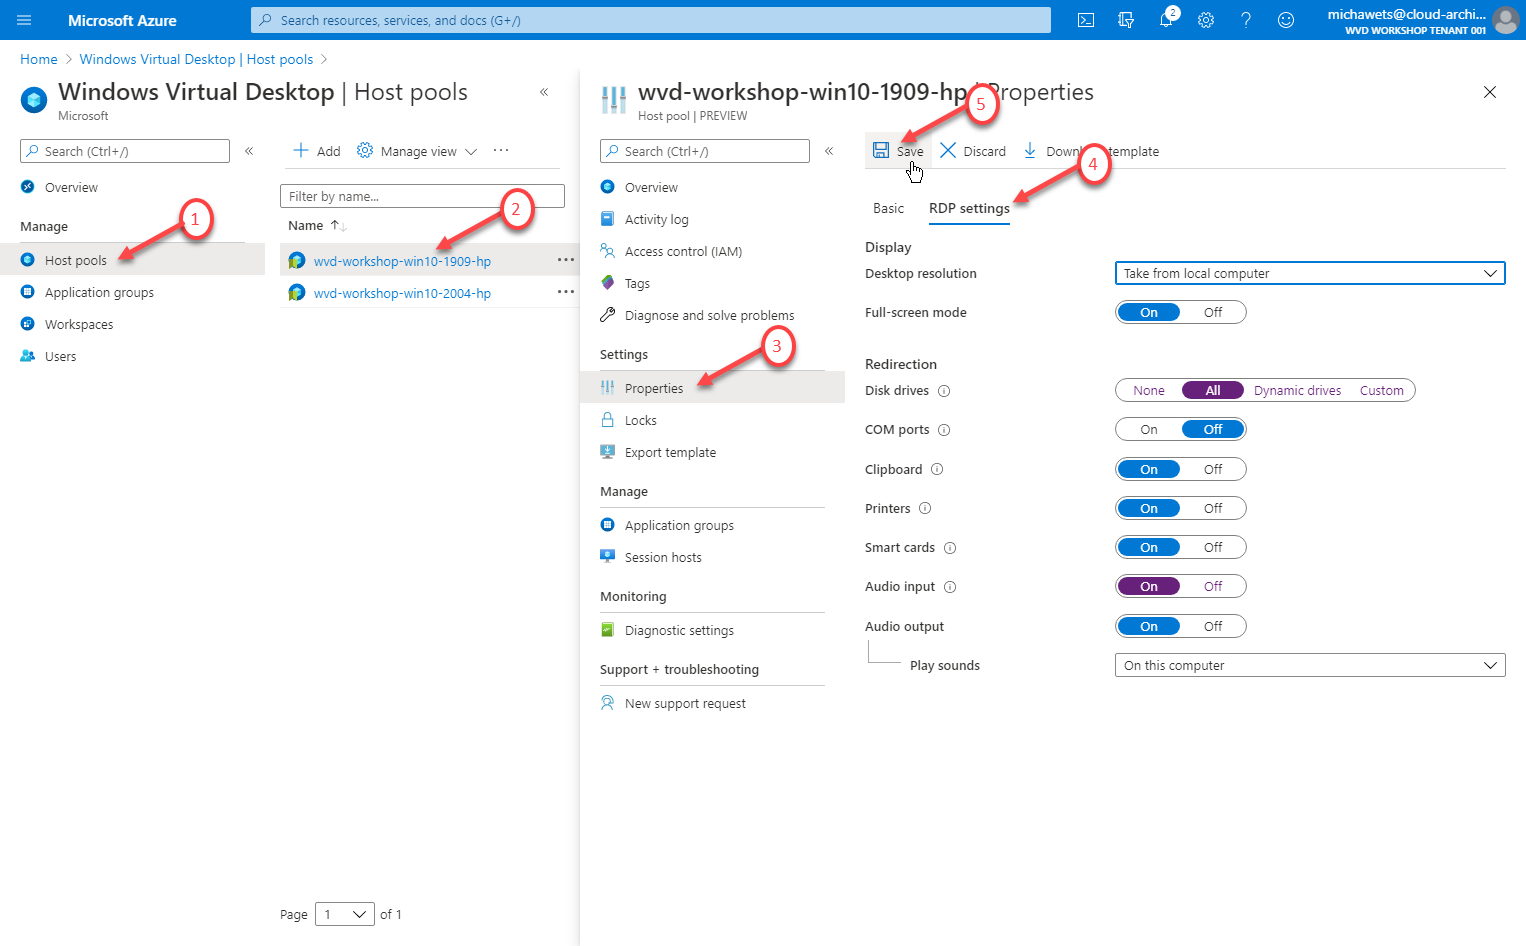 Microsoft Azure
Search resources, services, and docs (G+/)
2
michawets@cloud-archi...
WVD WORKSHOP TENANT 001
Home > Windows Virtual Desktop | Host pools >
Windows Virtual Desktop | Host pools
Microsoft
Search (Ctrl+/)
Overview
Manage
1
Host pools
Application groups
Workspaces
Users
Add
Manage view
Filter by name...
2
Name
wvd-workshop-win10-1909-hp
wvd-workshop-win10-2004-hp
Page 1 of 1
wvd-workshop-win10-1909-hp | Properties
Host pool | PREVIEW
5
Search (Ctrl+/)
Overview
Activity log
Access control (IAM)
Tags
Diagnose and solve problems
Settings
3
Properties
Locks
Export template
Manage
Application groups
Session hosts
Monitoring
Diagnostic settings
Support + troubleshooting
New support request
Save
Discard
Download template
4
Basic
RDP settings
Display
Desktop resolution
Take from local computer
Full-screen mode
On Off
Redirection
Disk drives
None All Dynamic drives Custom
COM ports
On Off
Clipboard
On Off
Printers
On Off
Smart cards
On Off
Audio input
On Off
Audio output
On Off
Play sounds
On this computer